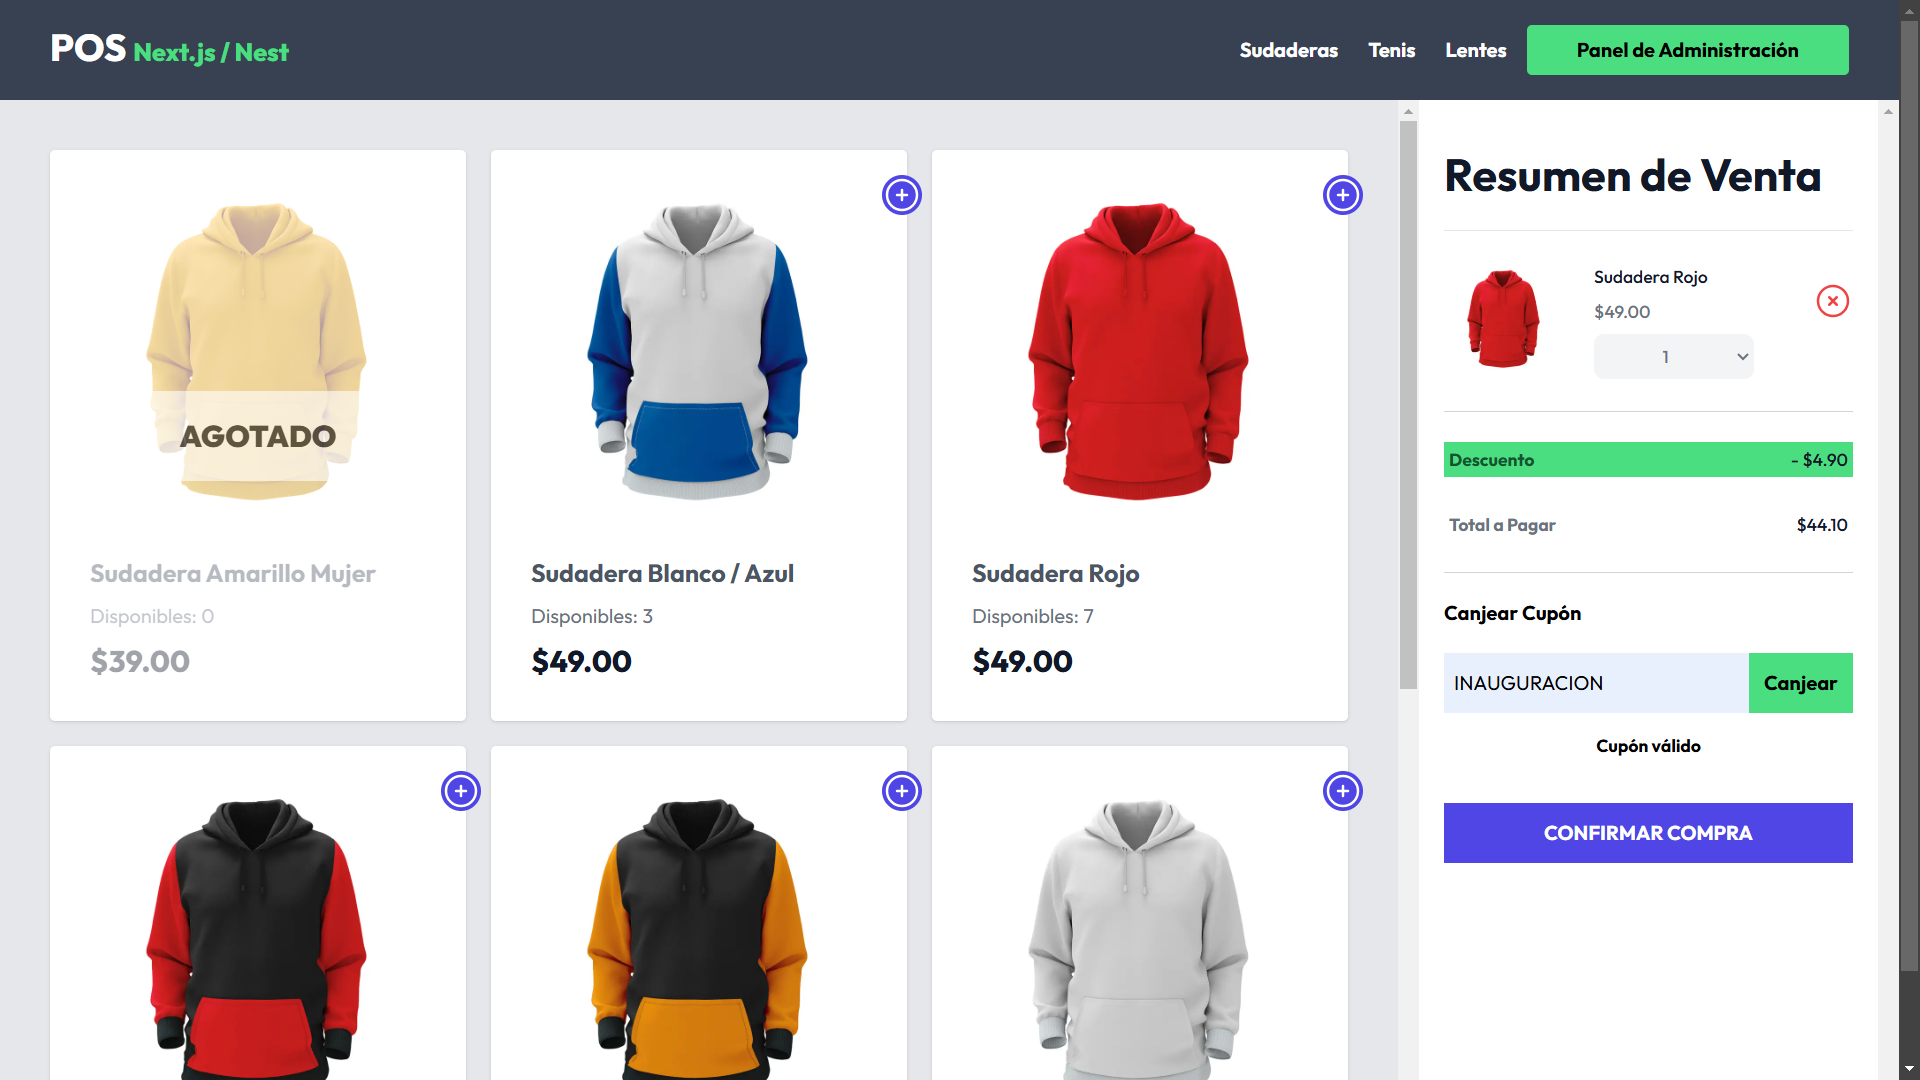 POS Next.js / Nest
Sudaderas
Tenis
Lentes
Panel de Administración
AGOTADO
Sudadera Amarillo Mujer
Disponibles: 0
$39.00
Sudadera Blanco / Azul
Disponibles: 3
$49.00
Sudadera Rojo
Disponibles: 7
$49.00
Resumen de Venta
Sudadera Rojo
$49.00
1
Descuento - $4.90
Total a Pagar $44.10
Canjear Cupón
INAUGURACION
Canjear
Cupón válido
CONFIRMAR COMPRA